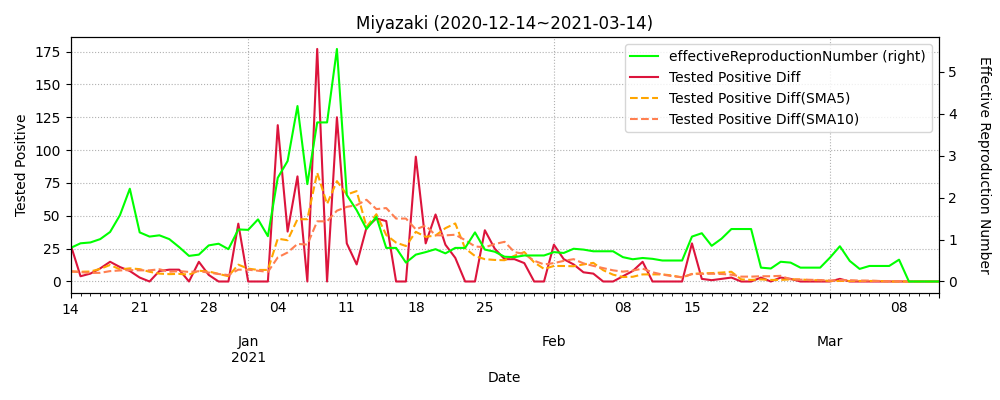 Miyazaki (2020-12-14~2021-03-14)
effectiveReproductionNumber (right)
Tested Positive Diff
Tested Positive Diff(SMA5)
Tested Positive Diff(SMA10)
Tested Positive
175
150
125
100
75
50
25
0
Effective Reproduction Number
5
4
3
2
1
0
14 21 28 04 11 18 25 08 15 22 08
Jan Feb Mar
2021
Date